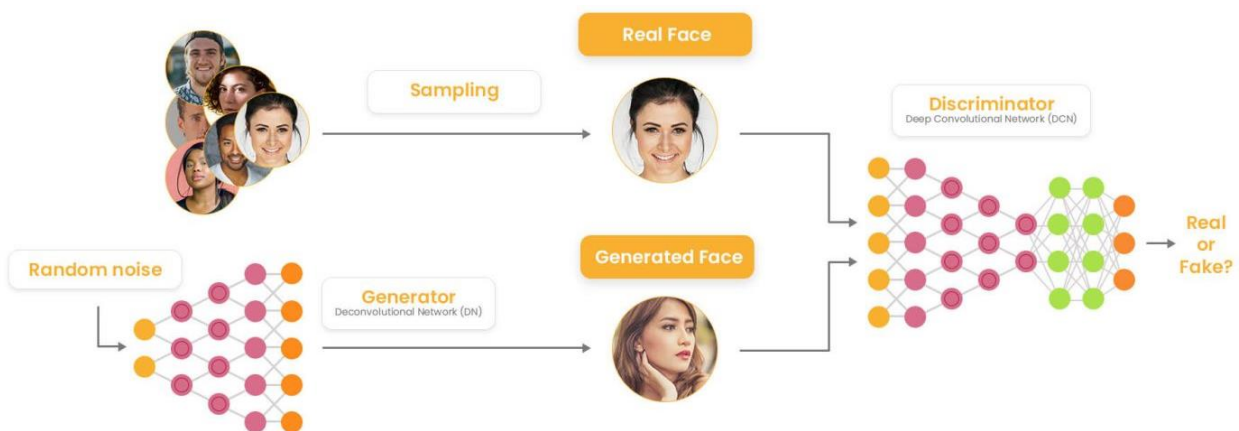 Real Face
Sampling
Discriminator
Deep Convolutional Network (DCN)
Real
or
Fake?
Random noise
Generator
Deconvolutional Network (DN)
Generated Face